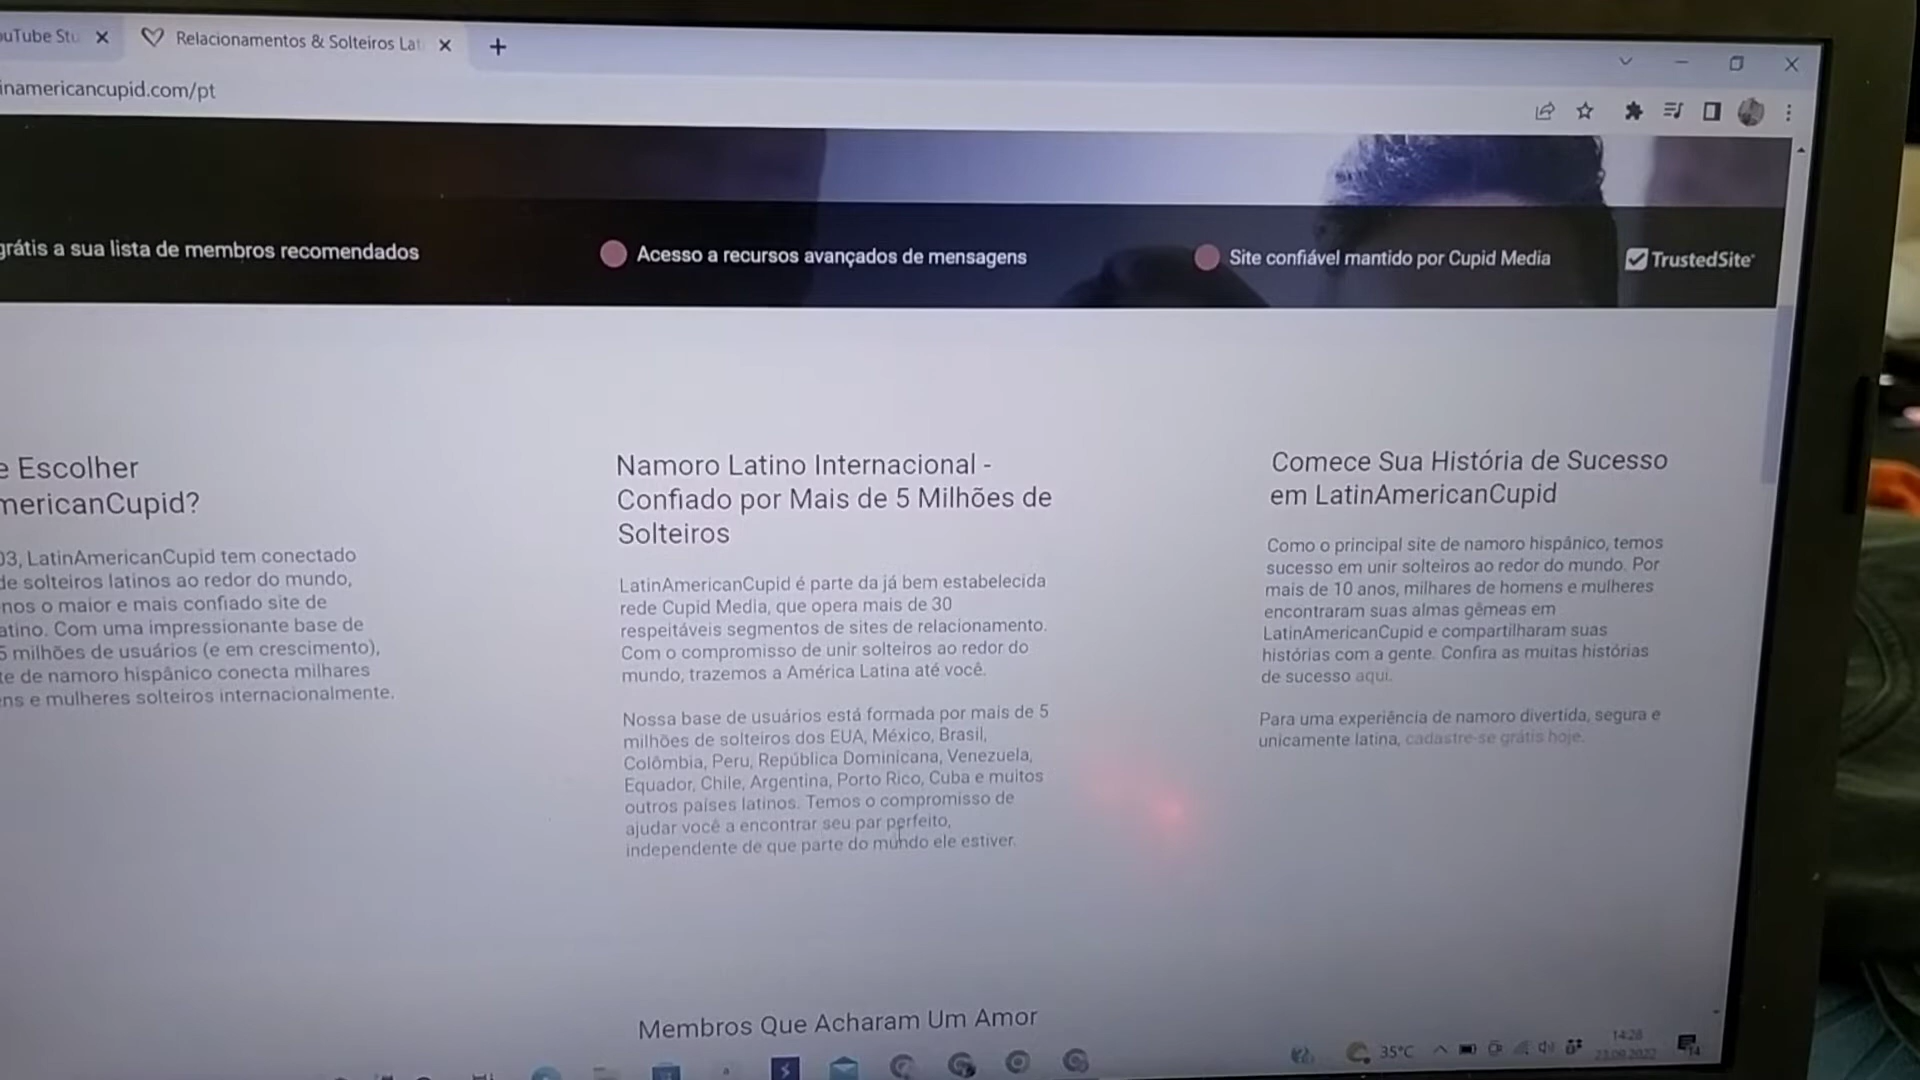 ouTube Stu
Relacionamentos & Solteiros Lat
inamericancupid.com/pt
grátis a sua lista de membros recomendados
Acesso a recursos avançados de mensagens
Site confiável mantido por Cupid Media
TrustedSite
e Escolher
mericanCupid?
03, LatinAmericanCupid tem conectado
de solteiros latinos ao redor do mundo,
nos o maior e mais confiado site de
atino. Com uma impressionante base de
5 milhões de usuários (e em crescimento),
te de namoro hispânico conecta milhares
ns e mulheres solteiros internacionalmente.
Namoro Latino Internacional -
Confiado por Mais de 5 Milhões de
Solteiros
LatinAmericanCupid é parte da já bem estabelecida
rede Cupid Media, que opera mais de 30
respeitáveis segmentos de sites de relacionamento.
Com o compromisso de unir solteiros ao redor do
mundo, trazemos a América Latina até você.
Nossa base de usuários está formada por mais de 5
milhões de solteiros dos EUA, México, Brasil,
Colômbia, Peru, República Dominicana, Venezuela,
Equador, Chile, Argentina, Porto Rico, Cuba e muitos
outros países latinos. Temos o compromisso de
ajudar você a encontrar seu par perfeito,
independente de que parte do mundo ele estiver.
Comece Sua História de Sucesso
em LatinAmericanCupid
Como o principal site de namoro hispânico, temos
sucesso em unir solteiros ao redor do mundo. Por
mais de 10 anos, milhares de homens e mulheres
encontraram suas almas gêmeas em
LatinAmericanCupid e compartilharam suas
histórias com a gente. Confira as muitas histórias
de sucesso aqui.
Para uma experiência de namoro divertida, segura e
unicamente latina, cadastre-se grátis hoje.
Membros Que Acharam Um Amor
35°C
14:28
23.09.2022
14